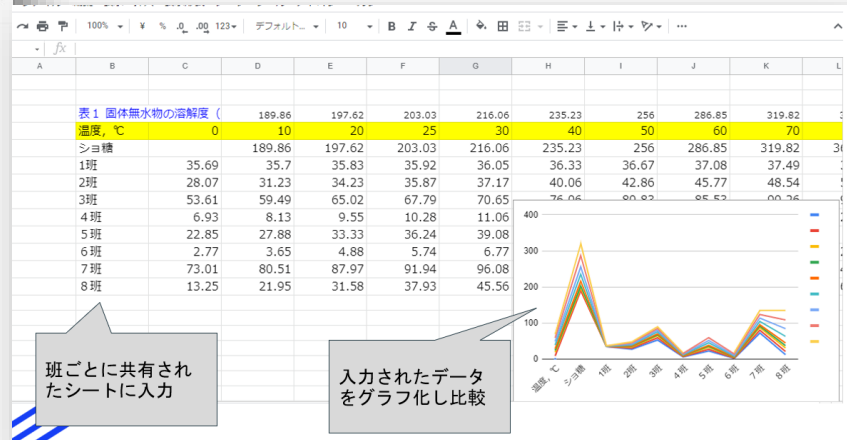 100% ¥ % .0 .00 123 デフォルト... 10 B I S A
fx
A B C D E F G H I J K L
表１ 固体無水物の溶解度（ 189.86 197.62 203.03 216.06 235.23 256 286.85 319.82
温度，℃ 0 10 20 25 30 40 50 60 70
ショ糖 189.86 197.62 203.03 216.06 235.23 256 286.85 319.82
1班 35.69 35.7 35.83 35.92 36.05 36.33 36.67 37.08 37.49
2班 28.07 31.23 34.23 35.87 37.17 40.06 42.86 45.77 48.54
3班 53.61 59.49 65.02 67.79 70.65 76.06 80.83 85.53 90.26
4班 6.93 8.13 9.55 10.28 11.06
5班 22.85 27.88 33.33 36.24 39.08
6班 2.77 3.65 4.88 5.74 6.77
7班 73.01 80.51 87.97 91.94 96.08
8班 13.25 21.95 31.58 37.93 45.56
400
300
200
100
0
温度，℃ ショ糖 1班 2班 3班 4班 5班 6班 7班 8班
班ごとに共有され
たシートに入力
入力されたデータ
をグラフ化し比較